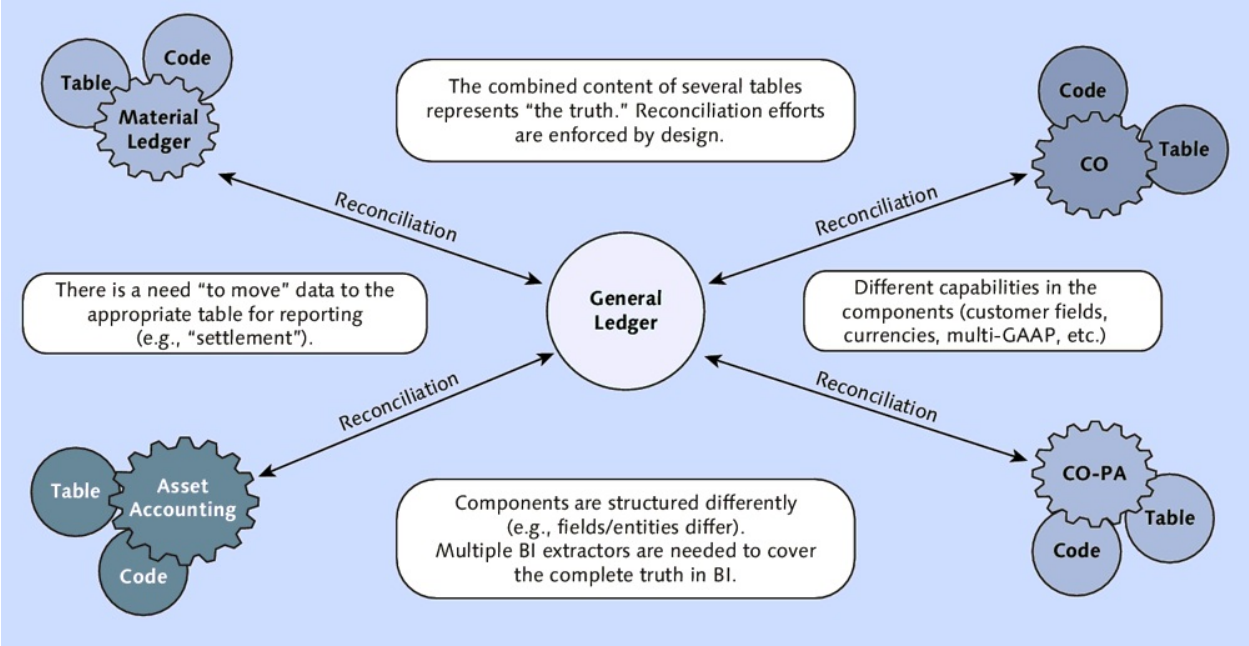 Code
Table
Material
Ledger
The combined content of several tables
represents “the truth.” Reconciliation efforts
are enforced by design.
Code
CO
Table
Reconciliation
Reconciliation
There is a need “to move” data to the
appropriate table for reporting
(e.g., “settlement”).
General
Ledger
Different capabilities in the
components (customer fields,
currencies, multi-GAAP, etc.)
Reconciliation
Reconciliation
Table
Asset
Accounting
Code
Components are structured differently
(e.g., fields/entities differ).
Multiple BI extractors are needed to cover
the complete truth in BI.
CO-PA
Table
Code